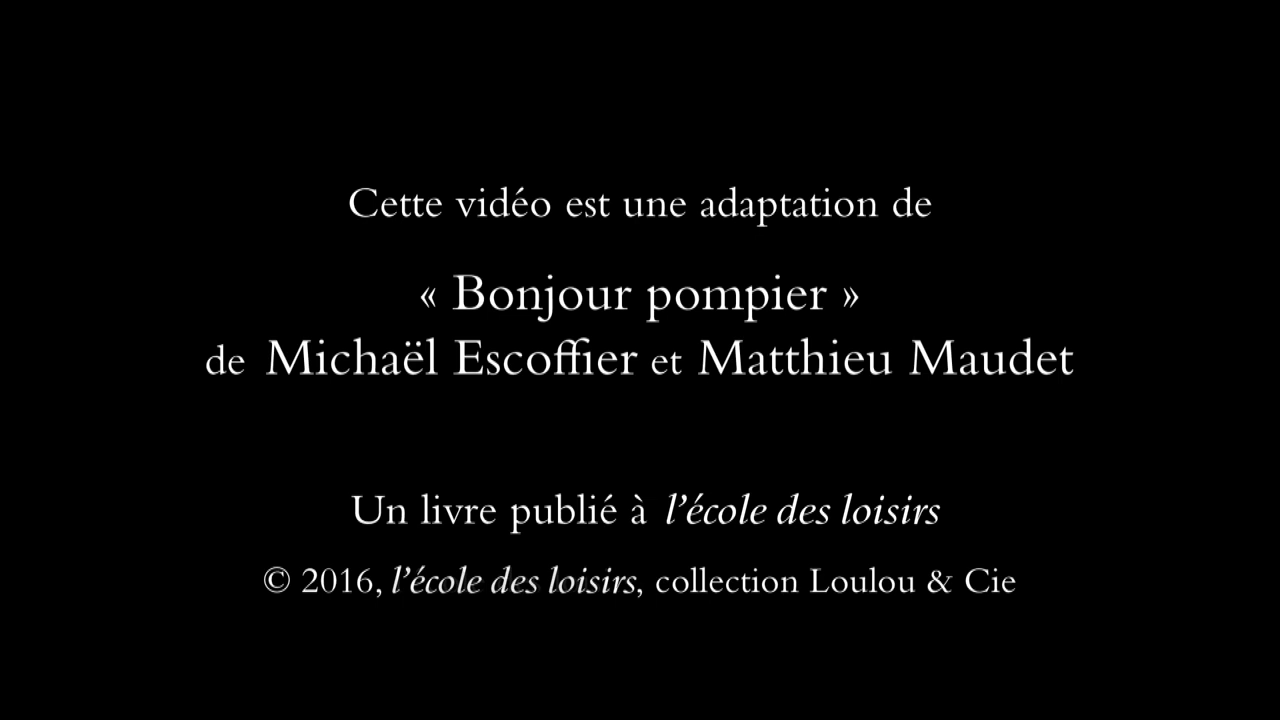 Cette vidéo est une adaptation de
« Bonjour pompier »
de Michaël Escoffier et Matthieu Maudet
Un livre publié à l’école des loisirs
© 2016, l’école des loisirs, collection Loulou & Cie